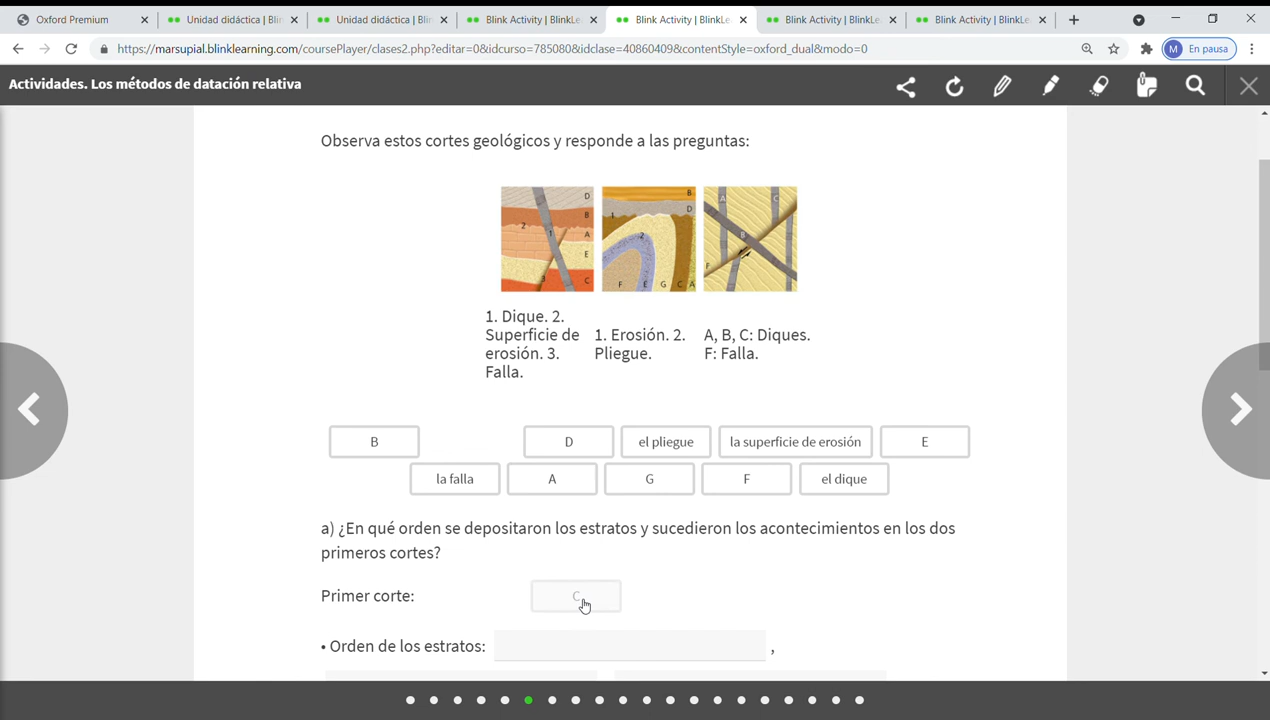 Oxford Premium
Unidad didáctica | Blin
Unidad didáctica | Blin
Blink Activity | BlinkLe
Blink Activity | BlinkLe
Blink Activity | BlinkLe
Blink Activity | BlinkLe
https://marsupial.blinklearning.com/coursePlayer/clases2.php?editar=0&idcurso=785080&idclase=40860409&contentStyle=oxford_dual&modo=0
M En pausa
Actividades. Los métodos de datación relativa
Observa estos cortes geológicos y responde a las preguntas:
D
B
2
1
A
E
3
C
B
D
1
2
F E G C A
A
C
B
F
1. Dique. 2.
Superficie de
erosión. 3.
Falla.
1. Erosión. 2.
Pliegue.
A, B, C: Diques.
F: Falla.
B
D
el pliegue
la superficie de erosión
E
la falla
A
G
F
el dique
a) ¿En qué orden se depositaron los estratos y sucedieron los acontecimientos en los dos
primeros cortes?
Primer corte:
C
• Orden de los estratos: ,